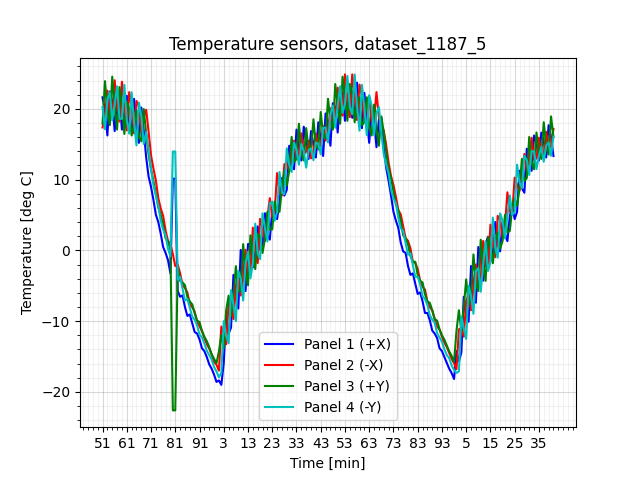 Temperature sensors, dataset_1187_5
Temperature [deg C]
20
10
0
−10
−20
Panel 1 (+X)
Panel 2 (-X)
Panel 3 (+Y)
Panel 4 (-Y)
51 61 71 81 91 3 13 23 33 43 53 63 73 83 93 5 15 25 35
Time [min]